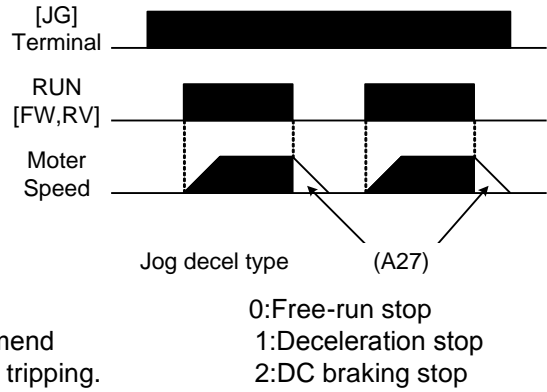 [JG]
Terminal
RUN
[FW,RV]
Moter
Speed
Jog decel type (A27)
0:Free-run stop
mend 1:Deceleration stop
tripping. 2:DC braking stop